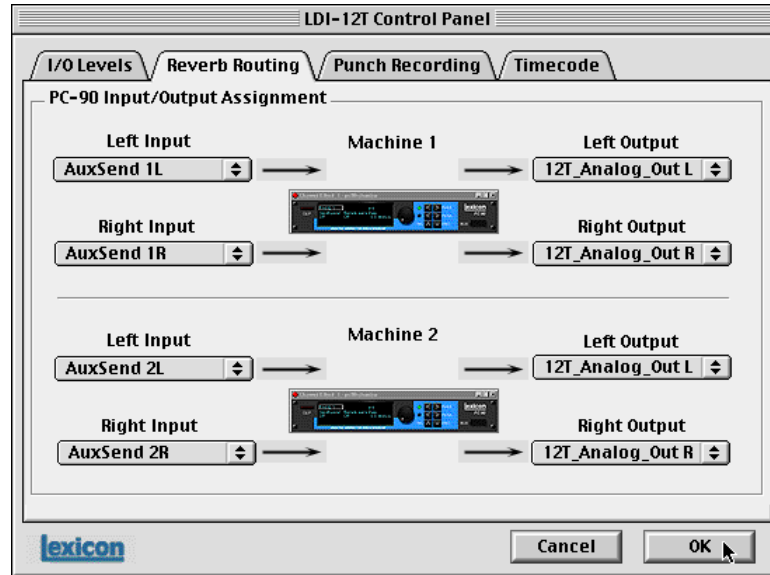 LDI-12T Control Panel
I/O Levels
Reverb Routing
Punch Recording
Timecode
PC-90 Input/Output Assignment
Left Input
Machine 1
Left Output
AuxSend 1L
12T_Analog_Out L
Right Input
Right Output
AuxSend 1R
12T_Analog_Out R
Left Input
Machine 2
Left Output
AuxSend 2L
12T_Analog_Out L
Right Input
Right Output
AuxSend 2R
12T_Analog_Out R
lexicon
Cancel
OK